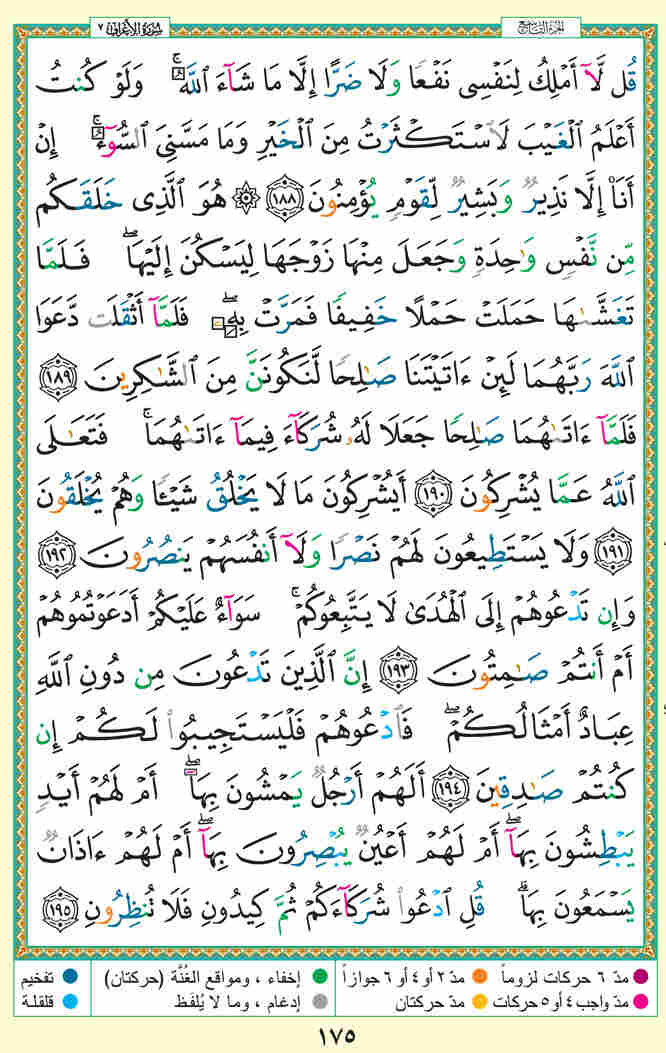 الجزء التاسع
سورة الأعراف ٧
قُل لَّآ أَمْلِكُ لِنَفْسِى نَفْعًا وَلَا ضَرًّا إِلَّا مَا شَآءَ ٱللَّهُ ۚ وَلَوْ كُنتُ
أَعْلَمُ ٱلْغَيْبَ لَٱسْتَكْثَرْتُ مِنَ ٱلْخَيْرِ وَمَا مَسَّنِىَ ٱلسُّوٓءُ ۚ إِنْ
أَنَا۠ إِلَّا نَذِيرٌ وَبَشِيرٌ لِّقَوْمٍ يُؤْمِنُونَ ١٨٨ ۞ هُوَ ٱلَّذِى خَلَقَكُم
مِّن نَّفْسٍ وَٰحِدَةٍ وَجَعَلَ مِنْهَا زَوْجَهَا لِيَسْكُنَ إِلَيْهَا ۖ فَلَمَّا
تَغَشَّىٰهَا حَمَلَتْ حَمْلًا خَفِيفًا فَمَرَّتْ بِهِۦ ۖ فَلَمَّآ أَثْقَلَت دَّعَوَا
ٱللَّهَ رَبَّهُمَا لَئِنْ ءَاتَيْتَنَا صَـٰلِحًا لَّنَكُونَنَّ مِنَ ٱلشَّـٰكِرِينَ ١٨٩
فَلَمَّآ ءَاتَىٰهُمَا صَـٰلِحًا جَعَلَا لَهُۥ شُرَكَآءَ فِيمَآ ءَاتَىٰهُمَا ۚ فَتَعَـٰلَى
ٱللَّهُ عَمَّا يُشْرِكُونَ ١٩٠ أَيُشْرِكُونَ مَا لَا يَخْلُقُ شَيْـًٔا وَهُمْ يُخْلَقُونَ
١٩١ وَلَا يَسْتَطِيعُونَ لَهُمْ نَصْرًا وَلَآ أَنفُسَهُمْ يَنصُرُونَ ١٩٢
وَإِن تَدْعُوهُمْ إِلَى ٱلْهُدَىٰ لَا يَتَّبِعُوكُمْ ۚ سَوَآءٌ عَلَيْكُمْ أَدَعَوْتُمُوهُمْ
أَمْ أَنتُمْ صَـٰمِتُونَ ١٩٣ إِنَّ ٱلَّذِينَ تَدْعُونَ مِن دُونِ ٱللَّهِ
عِبَادٌ أَمْثَالُكُمْ ۖ فَٱدْعُوهُمْ فَلْيَسْتَجِيبُوا۟ لَكُمْ إِن
كُنتُمْ صَـٰدِقِينَ ١٩٤ أَلَهُمْ أَرْجُلٌ يَمْشُونَ بِهَآ ۖ أَمْ لَهُمْ أَيْدٍ
يَبْطِشُونَ بِهَآ ۖ أَمْ لَهُمْ أَعْيُنٌ يُبْصِرُونَ بِهَآ ۖ أَمْ لَهُمْ ءَاذَانٌ
يَسْمَعُونَ بِهَا ۗ قُلِ ٱدْعُوا۟ شُرَكَآءَكُمْ ثُمَّ كِيدُونِ فَلَا تُنظِرُونِ ١٩٥
مدّ ٦ حركات لزوماً مدّ ٢ أو ٤ أو ٦ جوازاً إخفاء ، ومواقع الغُنَّة (حركتان) تفخيم
مدّ واجب ٤ أو ٥ حركات مدّ حركتان إدغام ، وما لا يُلفَظ قلقلة
١٧٥